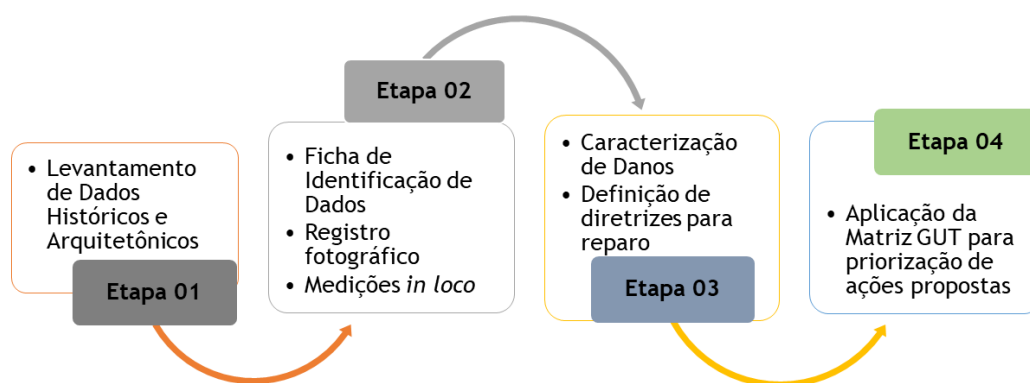 • Levantamento
de Dados
Históricos e
Arquitetônicos
Etapa 01
Etapa 02
• Ficha de
Identificação de
Dados
• Registro
fotográfico
• Medições in loco
• Caracterização
de Danos
• Definição de
diretrizes para
reparo
Etapa 03
Etapa 04
• Aplicação da
Matriz GUT para
priorização de
ações propostas